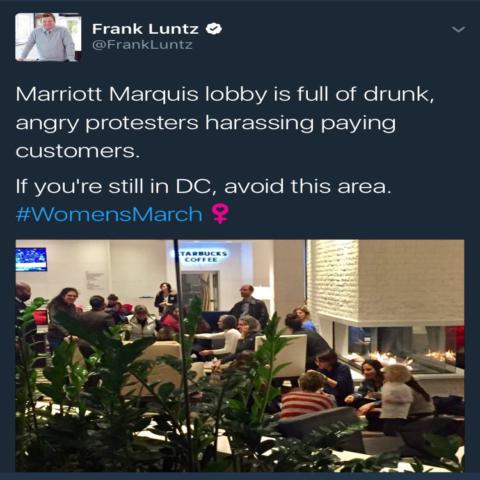 Frank Luntz
@FrankLuntz
Marriott Marquis lobby is full of drunk,
angry protesters harassing paying
customers.
If you're still in DC, avoid this area.
#WomensMarch
STARBUCKS
COFFEE